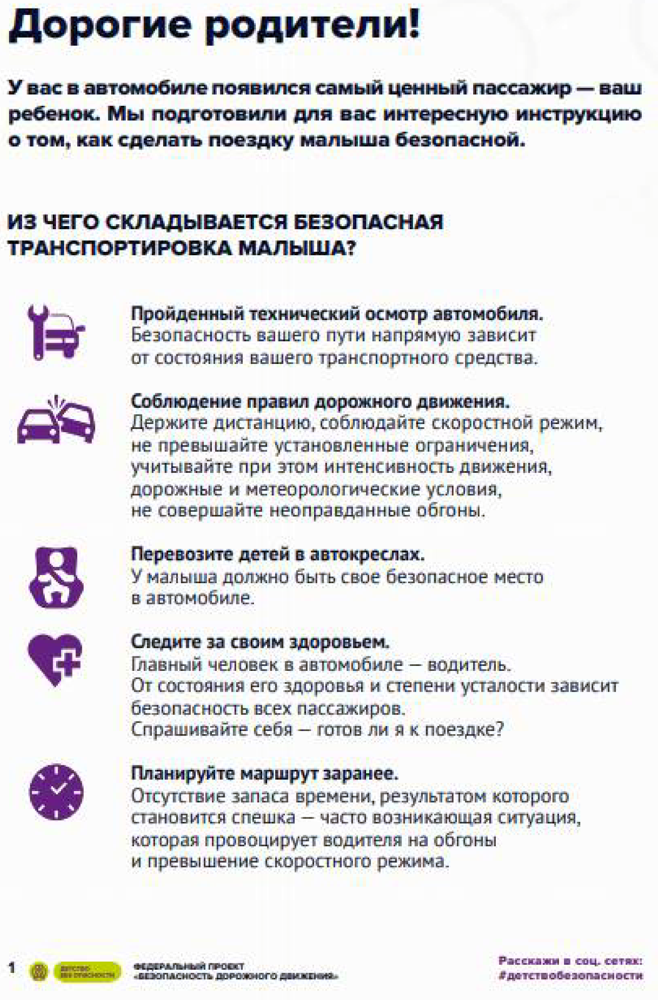 Дорогие родители!
У вас в автомобиле появился самый ценный пассажир — ваш
ребенок. Мы подготовили для вас интересную инструкцию
о том, как сделать поездку малыша безопасной.
ИЗ ЧЕГО СКЛАДЫВАЕТСЯ БЕЗОПАСНАЯ
ТРАНСПОРТИРОВКА МАЛЫША?
Пройденный технический осмотр автомобиля.
Безопасность вашего пути напрямую зависит
от состояния вашего транспортного средства.
Соблюдение правил дорожного движения.
Держите дистанцию, соблюдайте скоростной режим,
не превышайте установленные ограничения,
учитывайте при этом интенсивность движения,
дорожные и метеорологические условия,
не совершайте неоправданные обгоны.
Перевозите детей в автокреслах.
У малыша должно быть свое безопасное место
в автомобиле.
Следите за своим здоровьем.
Главный человек в автомобиле — водитель.
От состояния его здоровья и степени усталости зависит
безопасность всех пассажиров.
Спрашивайте себя — готов ли я к поездке?
Планируйте маршрут заранее.
Отсутствие запаса времени, результатом которого
становится спешка — часто возникающая ситуация,
которая провоцирует водителя на обгоны
и превышение скоростного режима.
1
ДЕТСТВО
БЕЗОПАСНОСТИ
ФЕДЕРАЛЬНЫЙ ПРОЕКТ
«БЕЗОПАСНОСТЬ ДОРОЖНОГО ДВИЖЕНИЯ»
Расскажи в соц. сетях:
#детствобезопасности